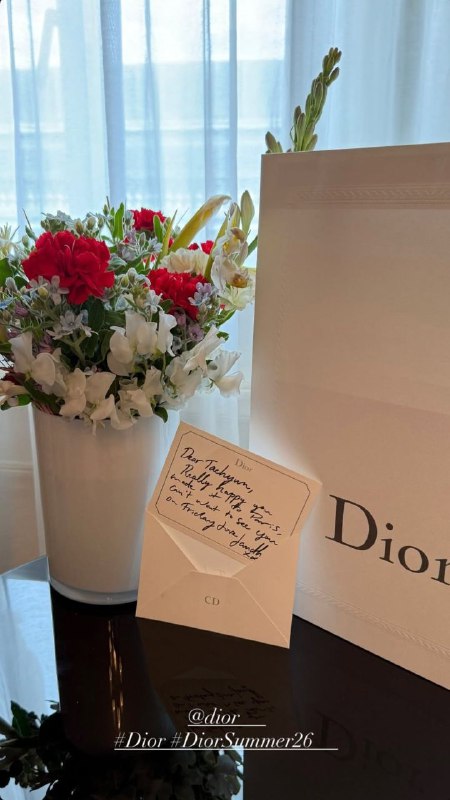 Dior
Dear Taehyun,
Really happy you
made it to Paris.
can't wait to see you
on Friday
CD
Dior
@dior
#Dior #DiorSummer26